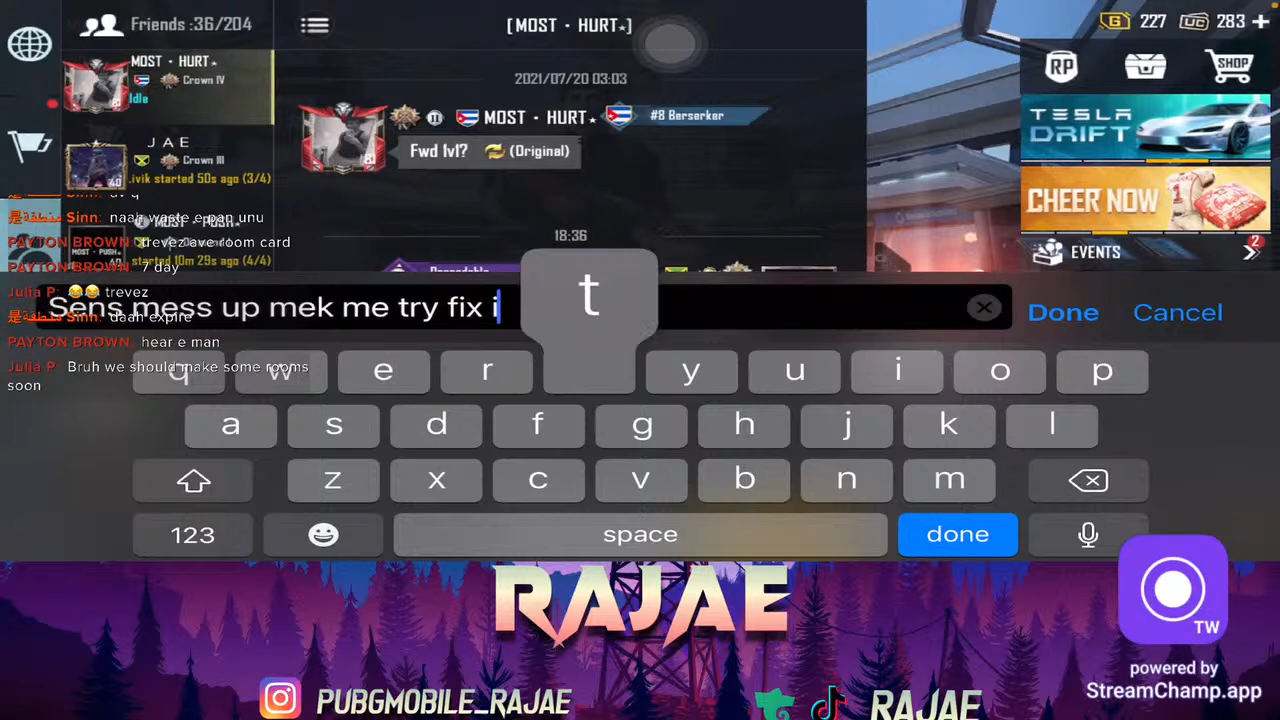 Friends :36/204
[MOST · HURT★]
227
283
MOST · HURT★
Crown IV
Idle
2021/07/20 03:03
MOST · HURT★
#8 Berserker
Fwd lvl?
(Original)
RP
SHOP
TESLA
DRIFT
J A E
Crown III
.ivik started 50s ago (3/4)
CHEER NOW
Sinn: naah waste e man unu
MOST · PUSH★
18:36
PAYTON BROWN: trevez ave room card
started 10m 29s ago (4/4)
EVENTS
2
PAYTON BROWN: 7 day
Julia P: 😂😂 trevez
Sens mess up mek me try fix i
t
Done
Cancel
Sinn: daah expire
PAYTON BROWN: hear e man
Julia P: Bruh we should make some rooms
soon
q w e r y u i o p
a s d f g h j k l
z x c v b n m
123
space
done
RAJAE
TW
powered by
StreamChamp.app
PUBGMOBILE_RAJAE
RAJAE